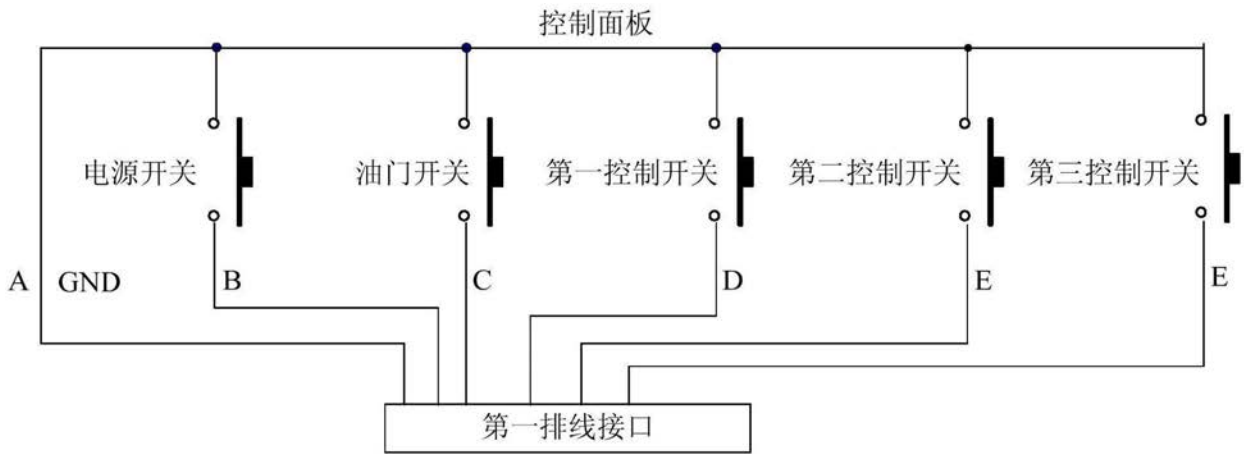 控制面板
电源开关
油门开关
第一控制开关
第二控制开关
第三控制开关
A
GND
B
C
D
E
E
第一排线接口